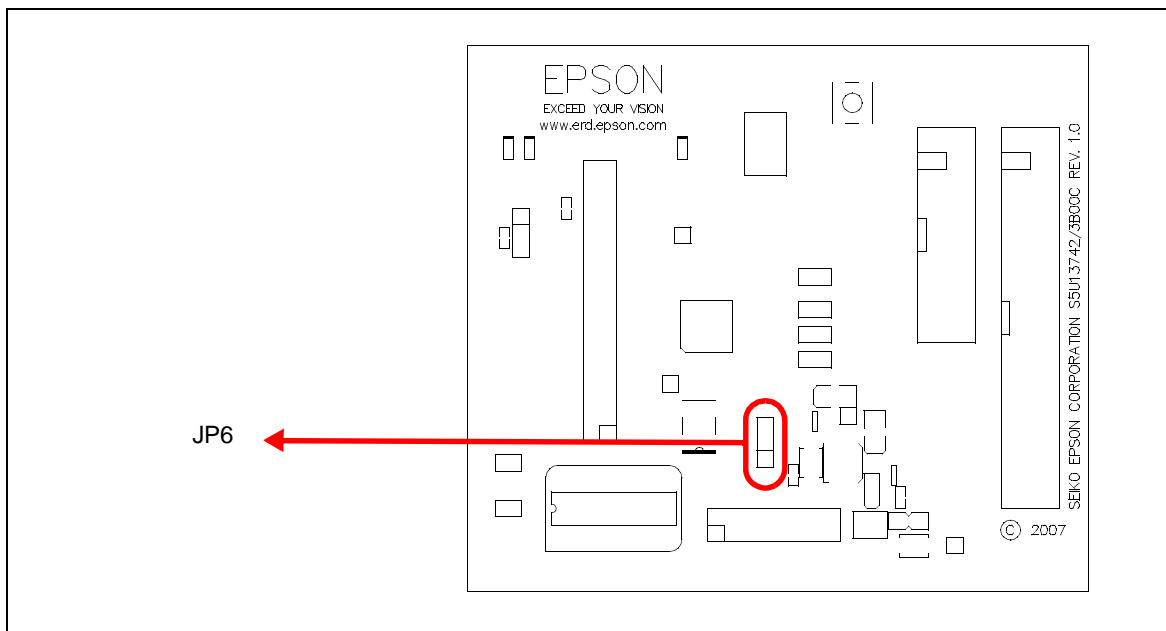 EPSON
EXCEED YOUR VISION
www.erd.epson.com
SEIKO EPSON CORPORATION S5U13742/3B00C REV. 1.0
JP6
© 2007